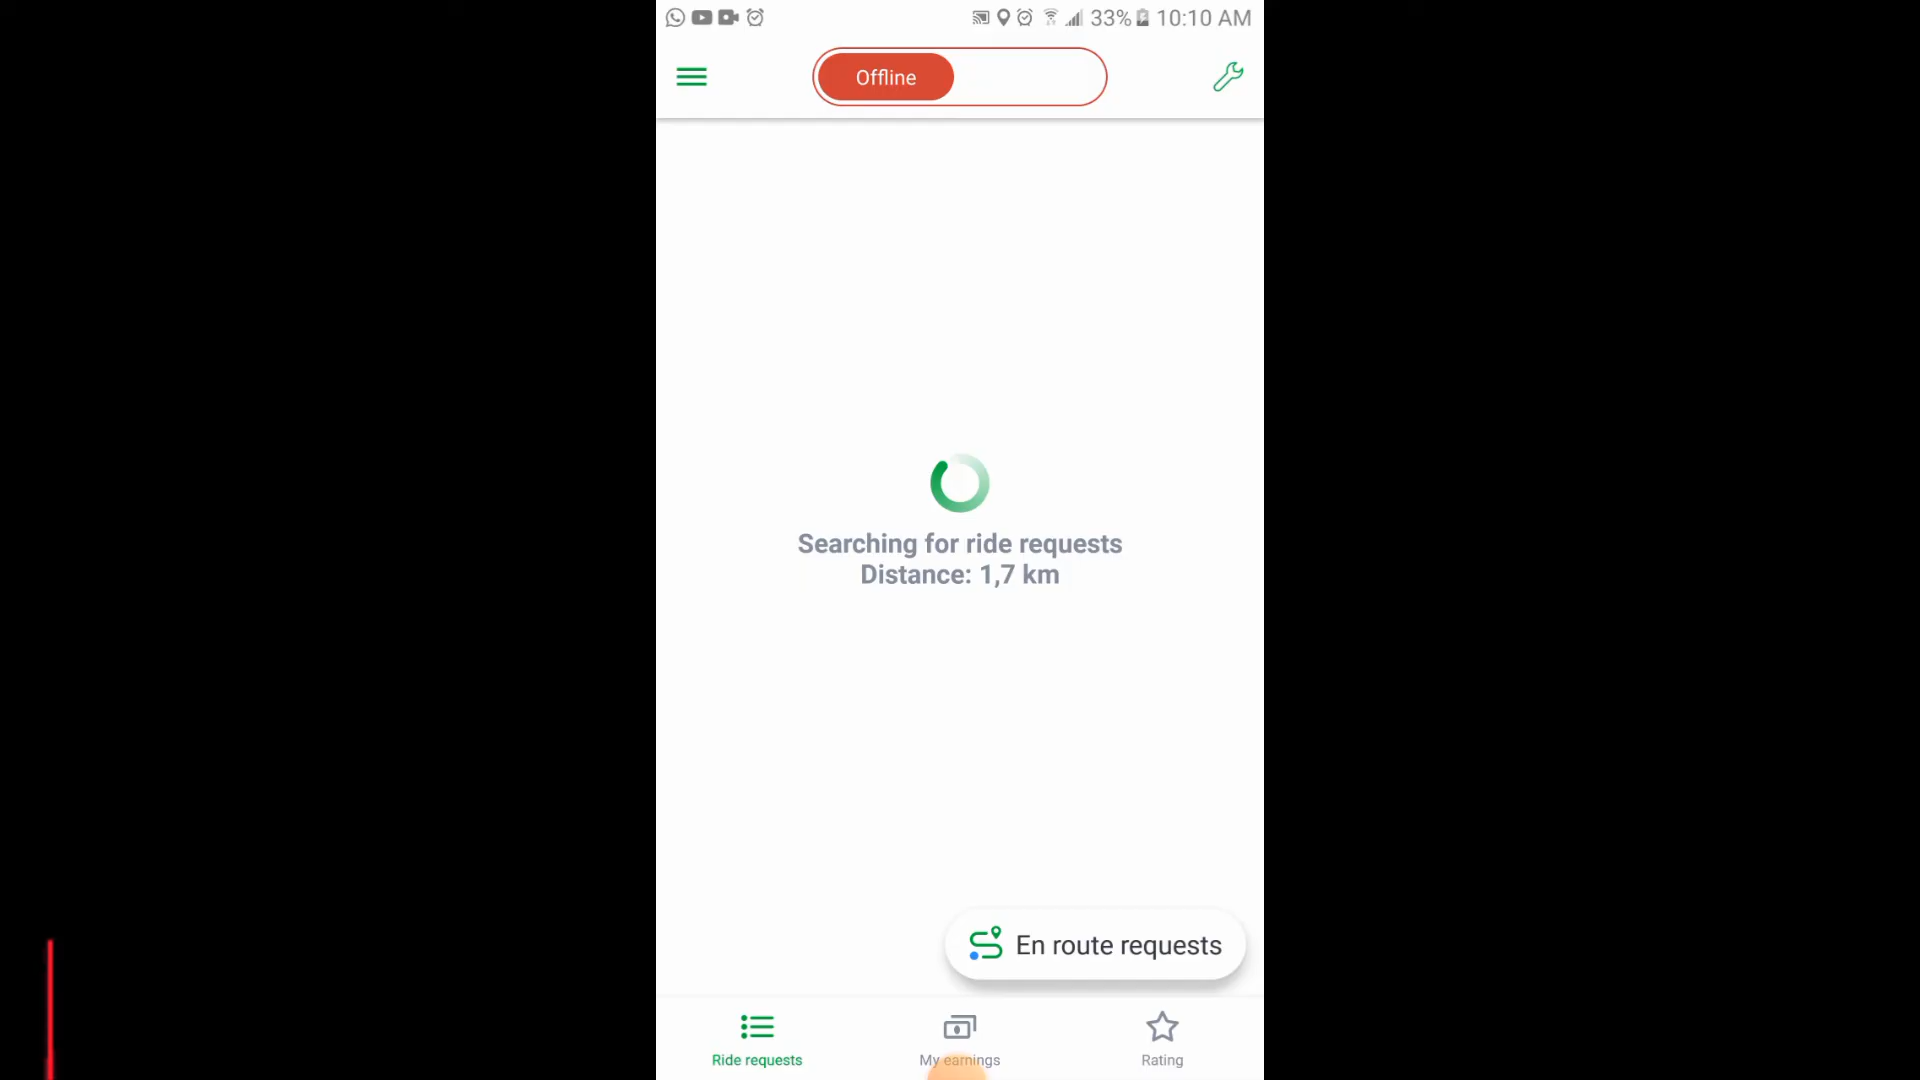 33% 10:10 AM
Offline
Searching for ride requests
Distance: 1,7 km
En route requests
Ride requests
My earnings
Rating